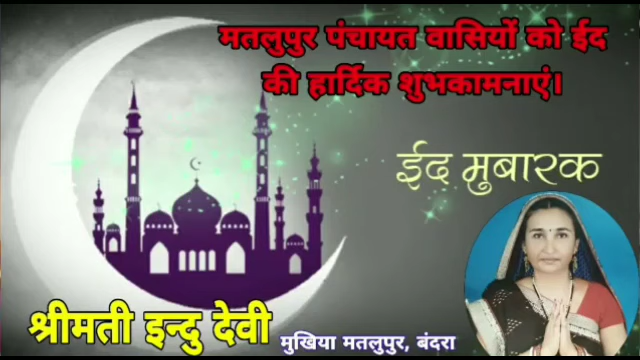 मतलुपुर पंचायत वासियों को ईद
की हार्दिक शुभकामनाएं।
ईद मुबारक
श्रीमती इन्दु देवी
मुखिया मतलुपुर, बंदरा